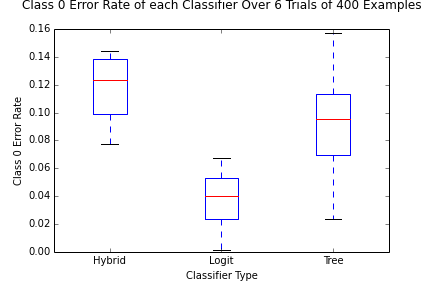 Class 0 Error Rate of each Classifier Over 6 Trials of 400 Examples
0.16
0.14
0.12
0.10
0.08
0.06
0.04
0.02
0.00
Class 0 Error Rate
Hybrid Logit Tree
Classifier Type